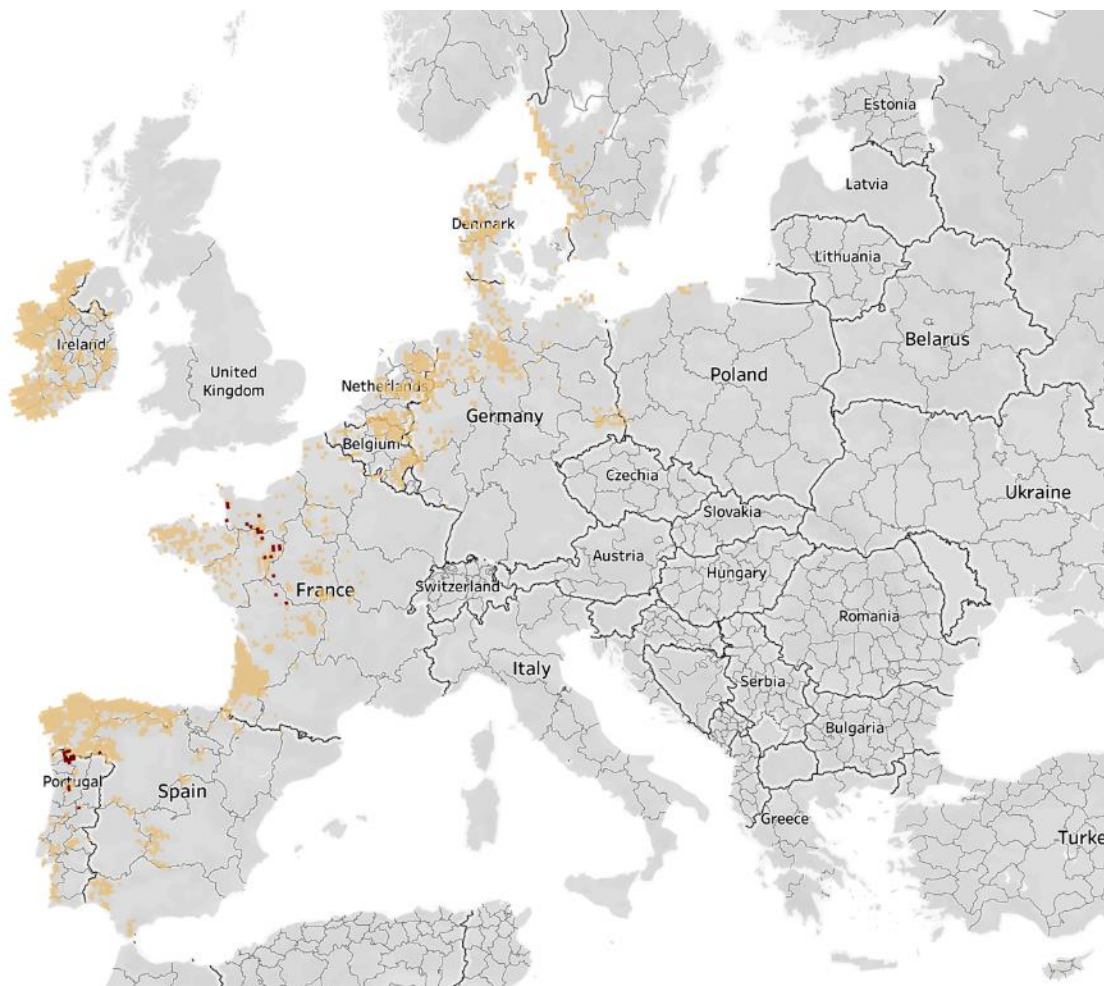 Estonia
Latvia
Denmark
Lithuania
Ireland
Belarus
United
Kingdom
Netherlands
Poland
Germany
Belgium
Czechia
Ukraine
Slovakia
Austria
Hungary
Switzerland
France
Romania
Italy
Serbia
Bulgaria
Portugal
Spain
Greece
Turke